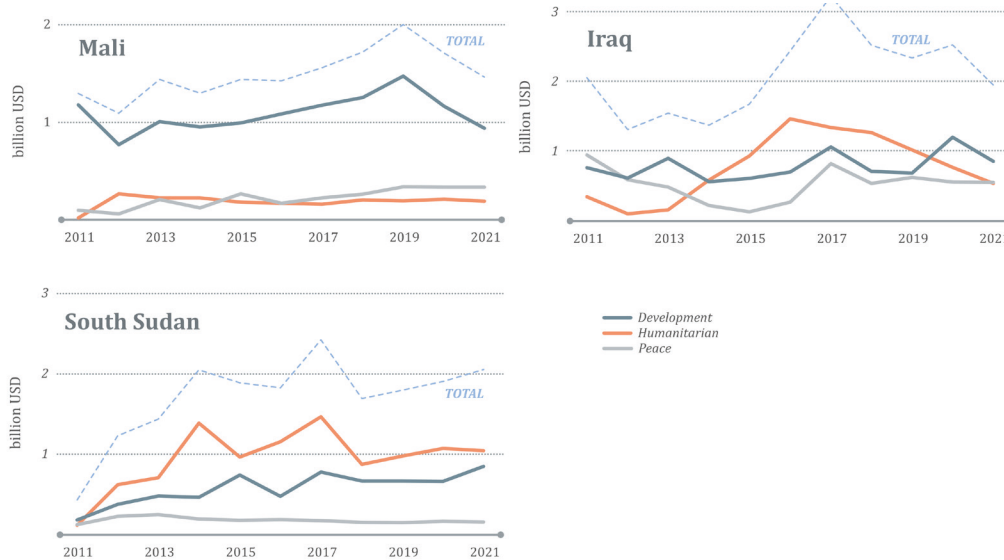 2
Mali
TOTAL
1
billion USD
2011 2013 2015 2017 2019 2021
3
Iraq
TOTAL
2
1
billion USD
2011 2013 2015 2017 2019 2021
3
South Sudan
2
TOTAL
1
billion USD
2011 2013 2015 2017 2019 2021
Development
Humanitarian
Peace